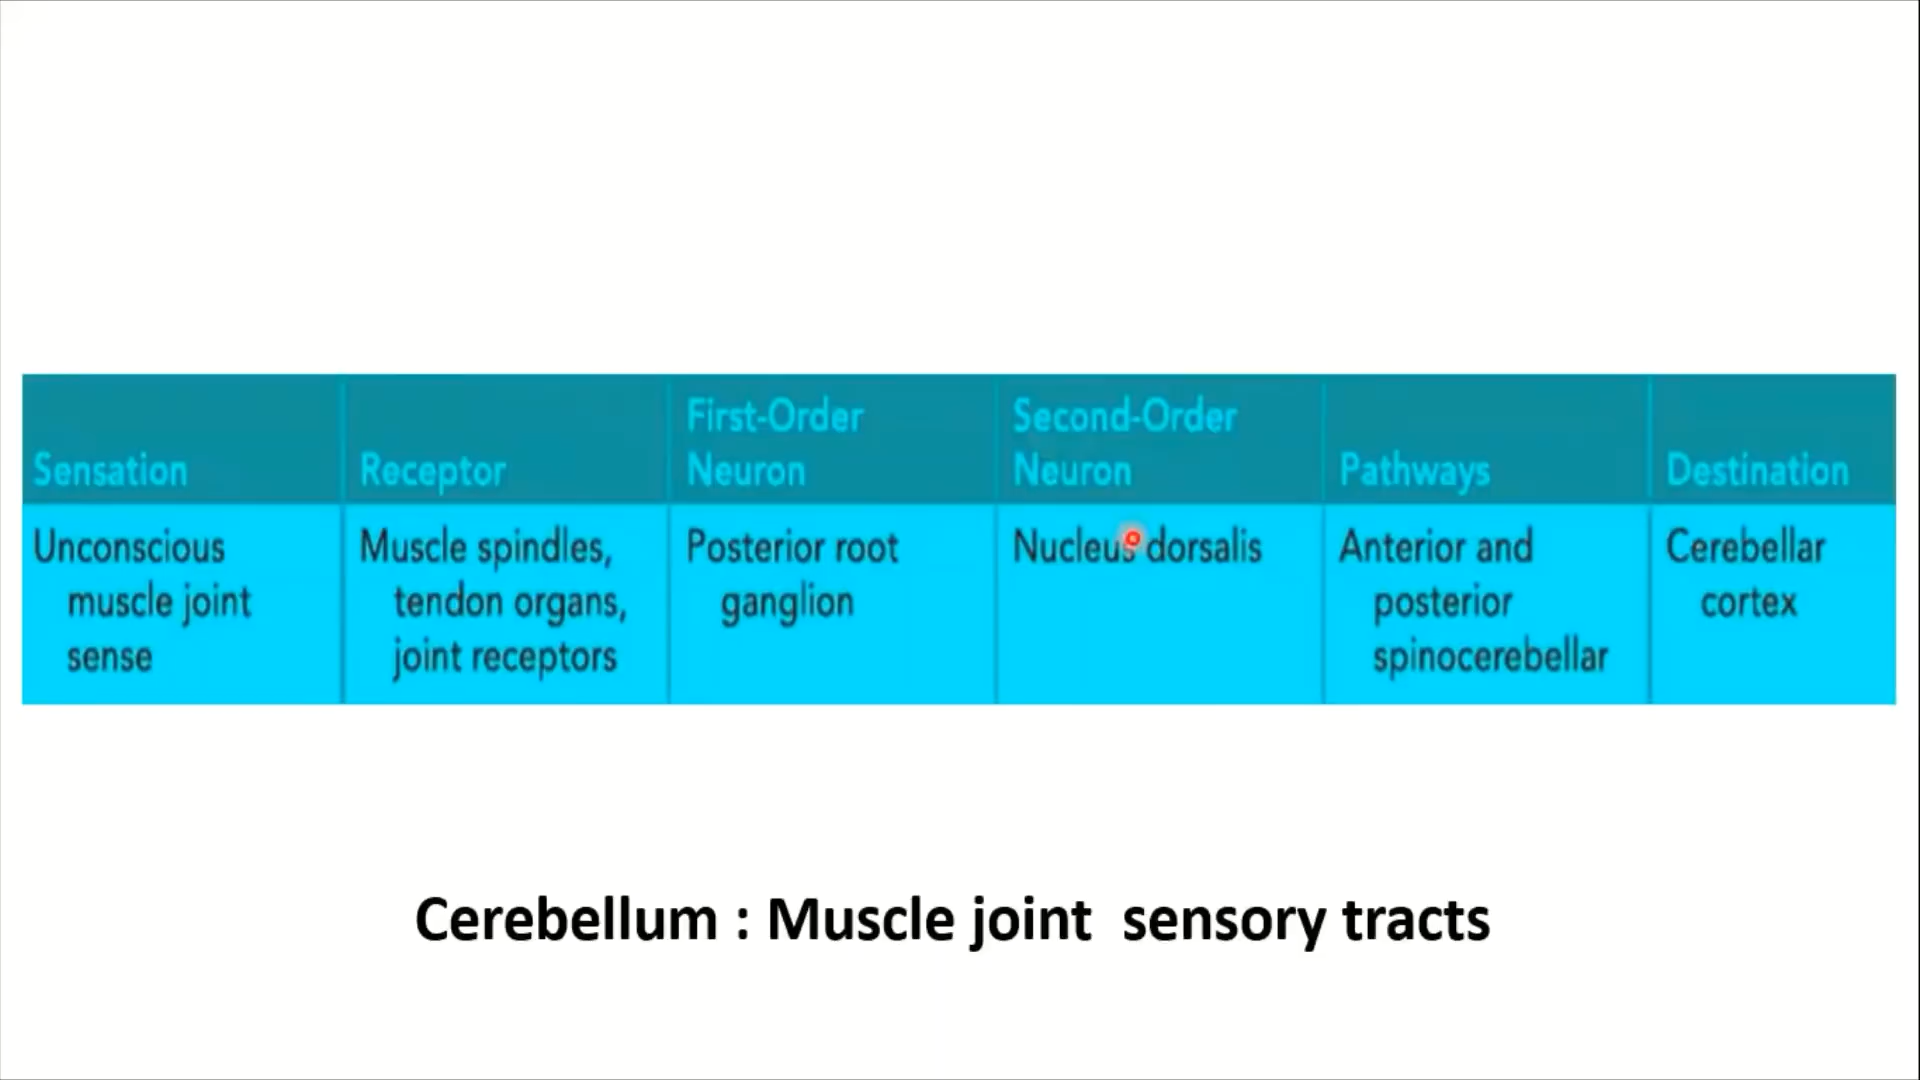 Sensation
Receptor
First-Order
Neuron
Second-Order
Neuron
Pathways
Destination
Unconscious
muscle joint
sense
Muscle spindles,
tendon organs,
joint receptors
Posterior root
ganglion
Nucleus dorsalis
Anterior and
posterior
spinocerebellar
Cerebellar
cortex
Cerebellum : Muscle joint  sensory tracts